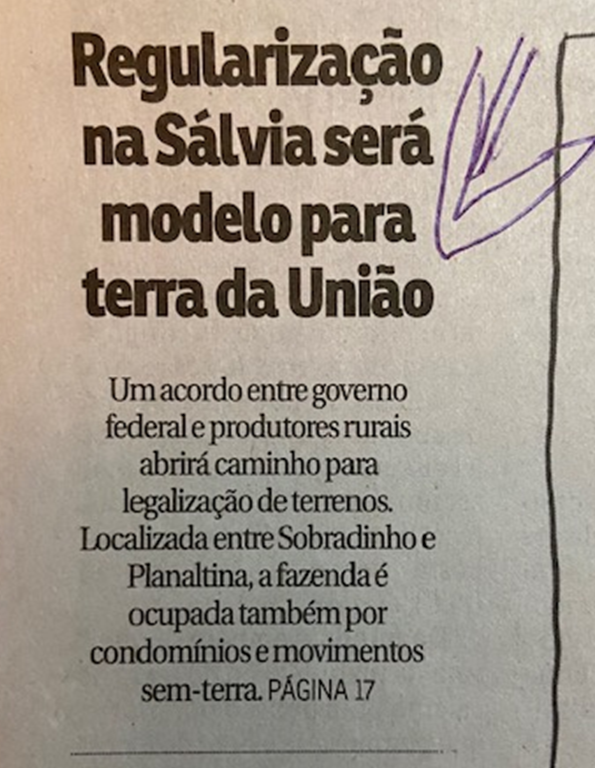 Regularização
na Sálvia será
modelo para
terra da União
Um acordo entre governo
federal e produtores rurais
abrirá caminho para
legalização de terrenos.
Localizada entre Sobradinho e
Planaltina, a fazenda é
ocupada também por
condomínios e movimentos
sem-terra. PÁGINA 17